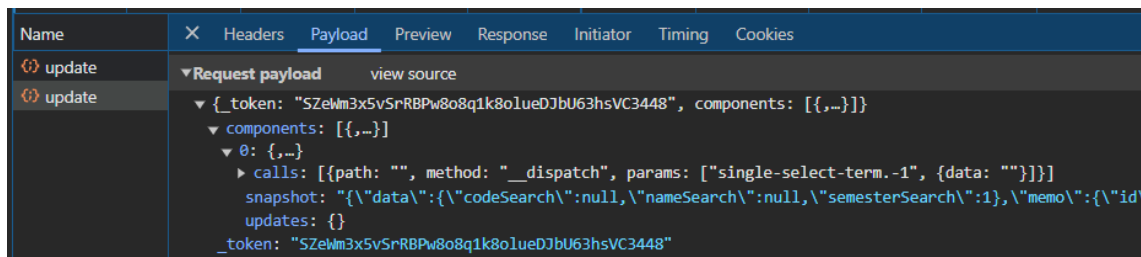 Name × Headers Payload Preview Response Initiator Timing Cookies
update
▼Request payload view source
update
▼ {_token: "SZeWm3x5vSrRBPw8o8q1k8olueDJbU63hsVC3448", components: [{,…}]}
▼ components: [{,…}]
▼ 0: {,…}
▶ calls: [{path: "", method: "__dispatch", params: ["single-select-term.-1", {data: ""}]}]
snapshot: "{\"data\":{\"codeSearch\":null,\"nameSearch\":null,\"semesterSearch\":1},\"memo\":{\"id\
updates: {}
_token: "SZeWm3x5vSrRBPw8o8q1k8olueDJbU63hsVC3448"